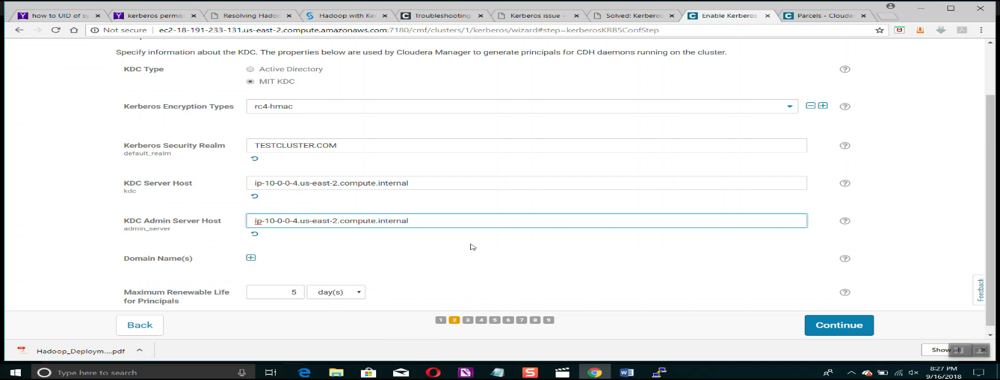 how to UID of sy
kerberos permis
Resolving Hadoc
Hadoop with Ke
Troubleshooting
Kerberos issue -
Solved: Kerberos
Enable Kerberos
Parcels - Cloude
Not secure ec2-18-191-233-131.us-east-2.compute.amazonaws.com:7180/cmf/clusters/1/kerberos/wizard#step=kerberosKRB5ConfStep
Specify information about the KDC. The properties below are used by Cloudera Manager to generate principals for CDH daemons running on the cluster.
KDC Type
Active Directory
MIT KDC
Kerberos Encryption Types
rc4-hmac
Kerberos Security Realm
default_realm
TESTCLUSTER.COM
KDC Server Host
kdc
ip-10-0-0-4.us-east-2.compute.internal
KDC Admin Server Host
admin_server
ip-10-0-0-4.us-east-2.compute.internal
Domain Name(s)
Maximum Renewable Life
for Principals
5 day(s)
Feedback
Back
1 2 3 4 5 6 7 8 9
Continue
Hadoop_Deploym....pdf
Show all
Type here to search
8:27 PM
9/16/2018